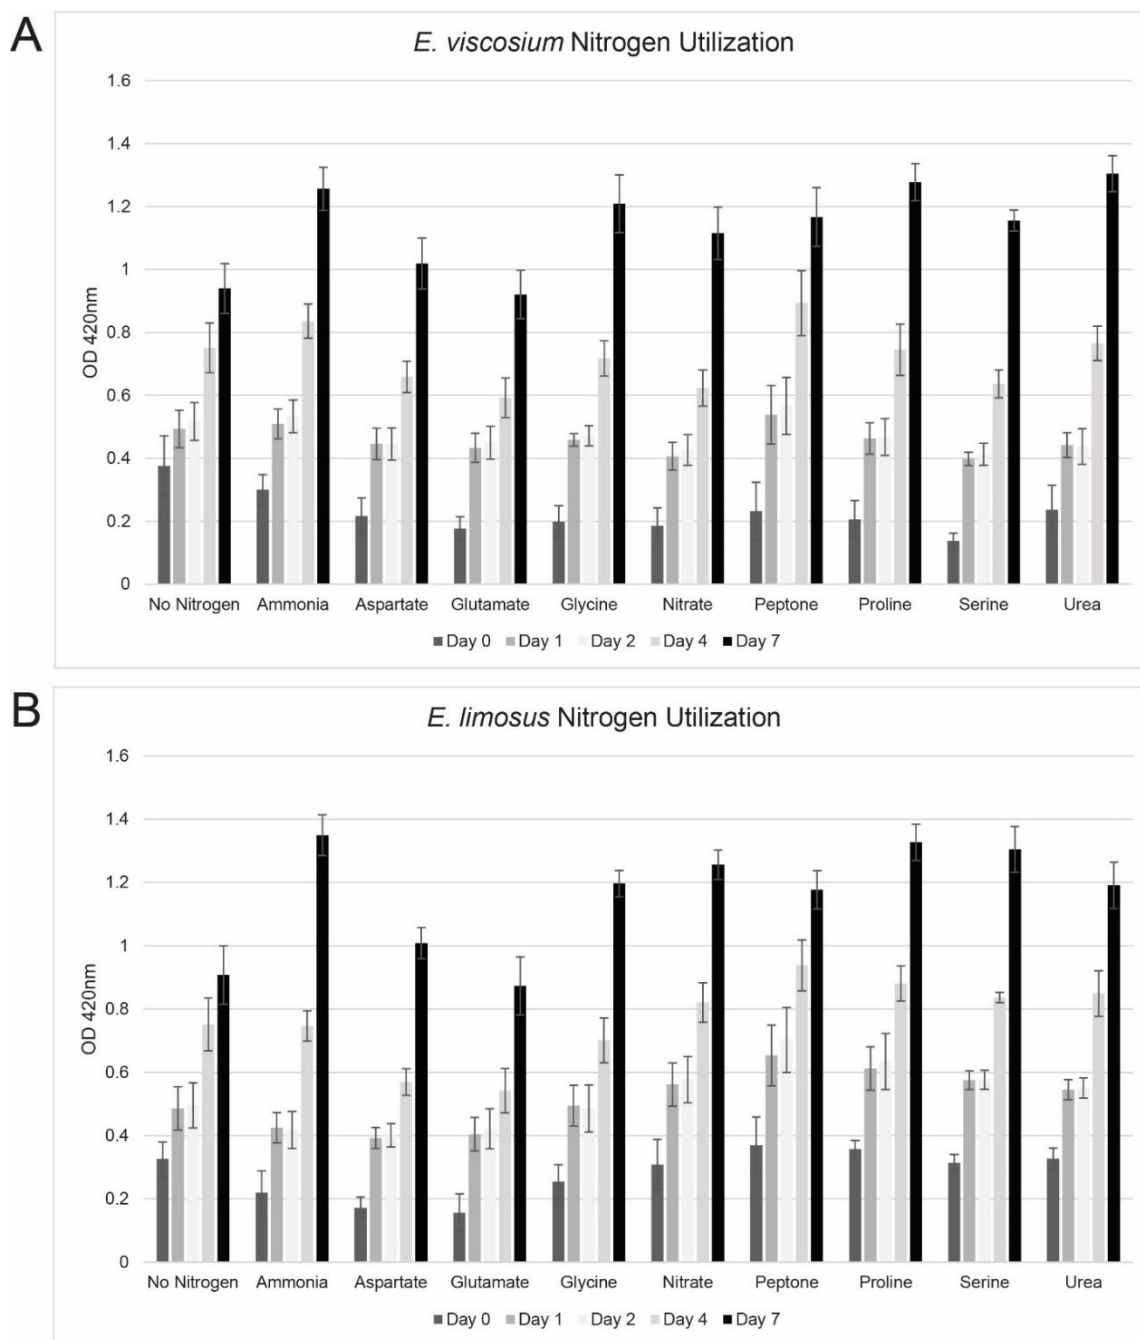 A
E. viscosium Nitrogen Utilization
1.6
1.4
1.2
1
0.8
0.6
0.4
0.2
0
OD 420nm
No Nitrogen Ammonia Aspartate Glutamate Glycine Nitrate Peptone Proline Serine Urea
Day 0 Day 1 Day 2 Day 4 Day 7
B
E. limosus Nitrogen Utilization
1.6
1.4
1.2
1
0.8
0.6
0.4
0.2
0
OD 420nm
No Nitrogen Ammonia Aspartate Glutamate Glycine Nitrate Peptone Proline Serine Urea
Day 0 Day 1 Day 2 Day 4 Day 7